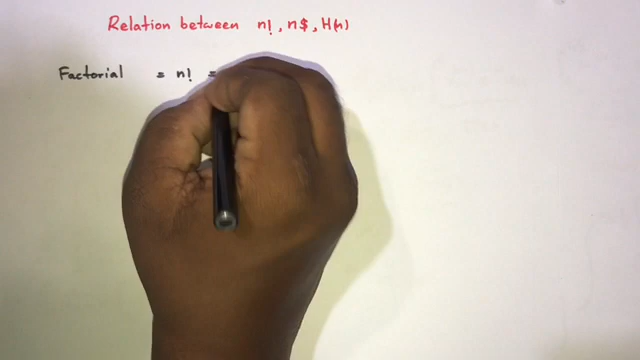 Relation between n!, n$, H(n)
Factorial = n! =